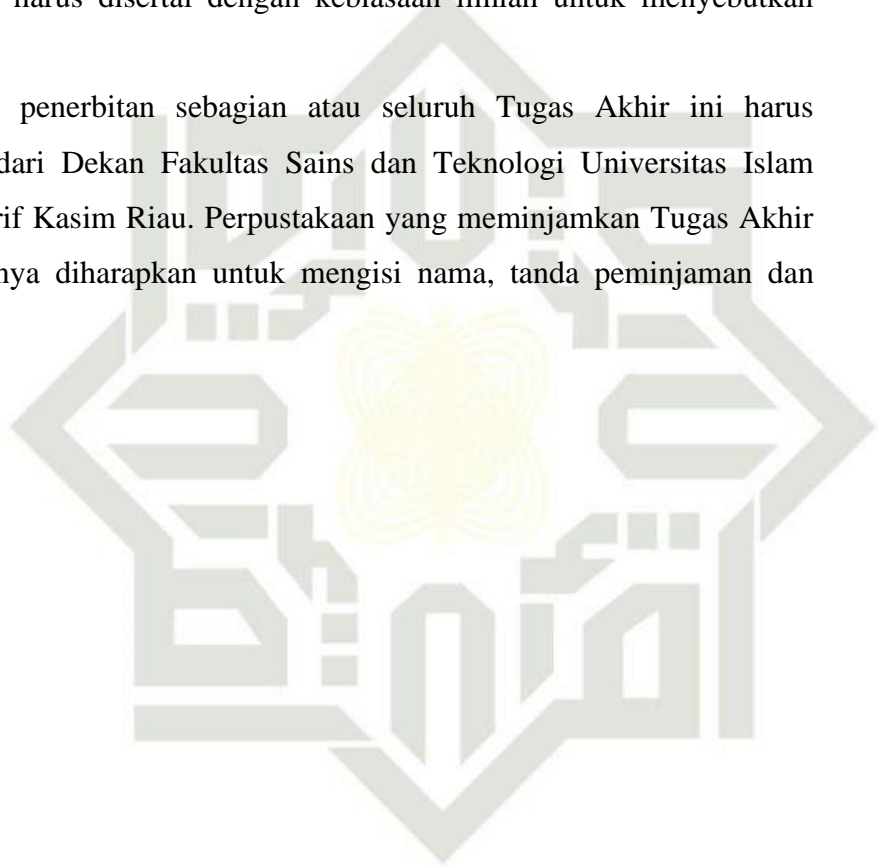 harus disertai dengan kebiasaan ilmiah untuk menyebutkan
penerbitan sebagian atau seluruh Tugas Akhir ini harus
dari Dekan Fakultas Sains dan Teknologi Universitas Islam
rif Kasim Riau. Perpustakaan yang meminjamkan Tugas Akhir
nya diharapkan untuk mengisi nama, tanda peminjaman dan